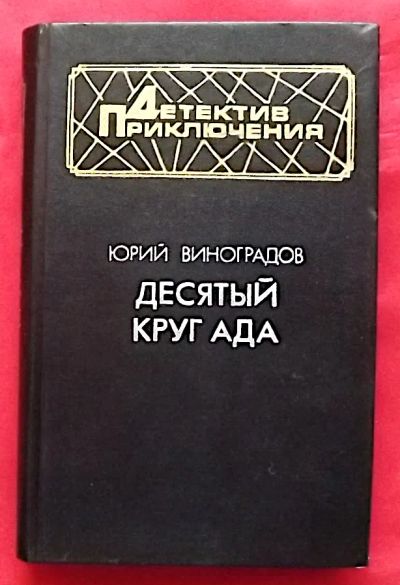 Детектив
Приключения
ЮРИЙ ВИНОГРАДОВ
ДЕСЯТЫЙ
КРУГ АДА